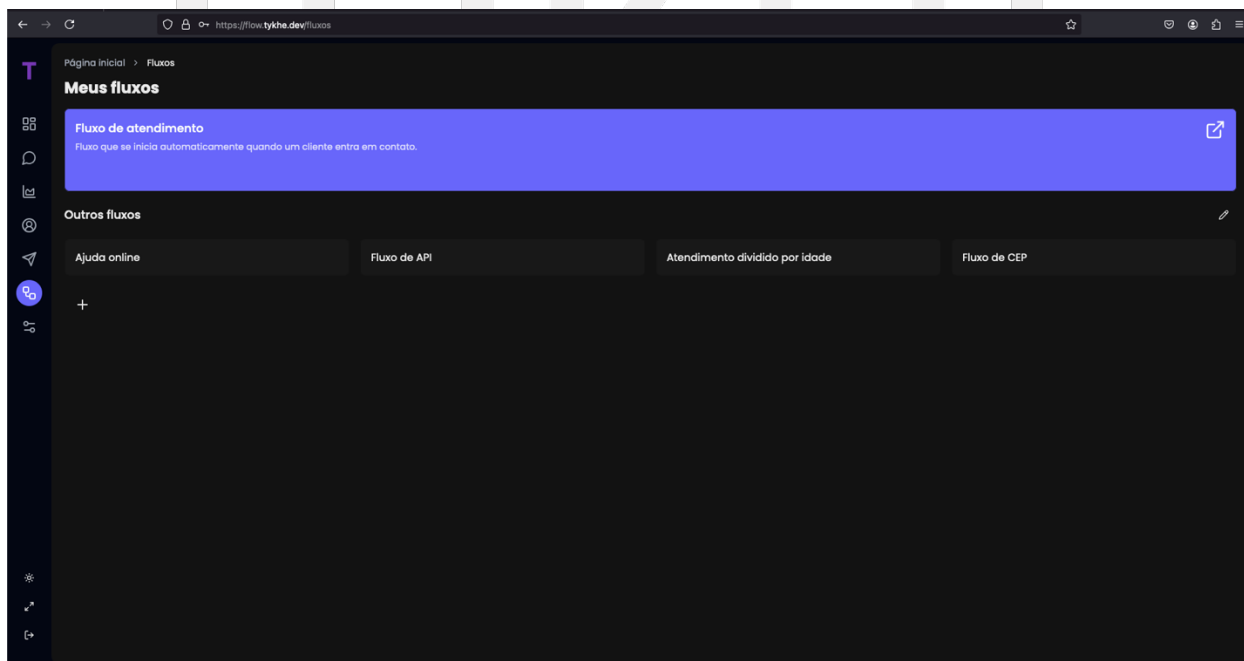 https://flow.tykhe.dev/fluxos
T
Página inicial > Fluxos
Meus fluxos
Fluxo de atendimento
Fluxo que se inicia automaticamente quando um cliente entra em contato.
Outros fluxos
Ajuda online
Fluxo de API
Atendimento dividido por idade
Fluxo de CEP